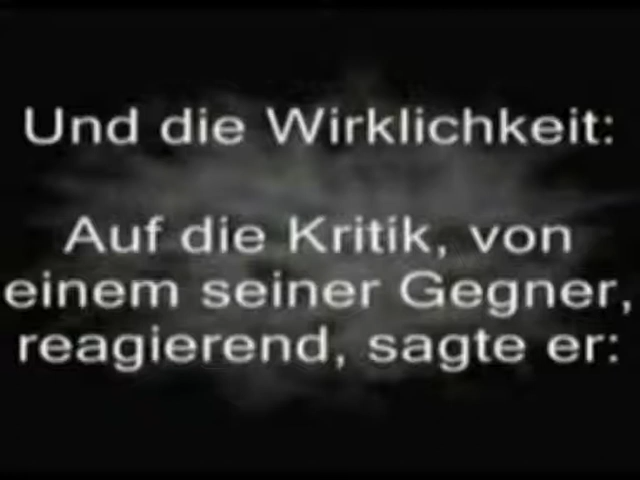 Und die Wirklichkeit:
Auf die Kritik, von
einem seiner Gegner,
reagierend, sagte er: